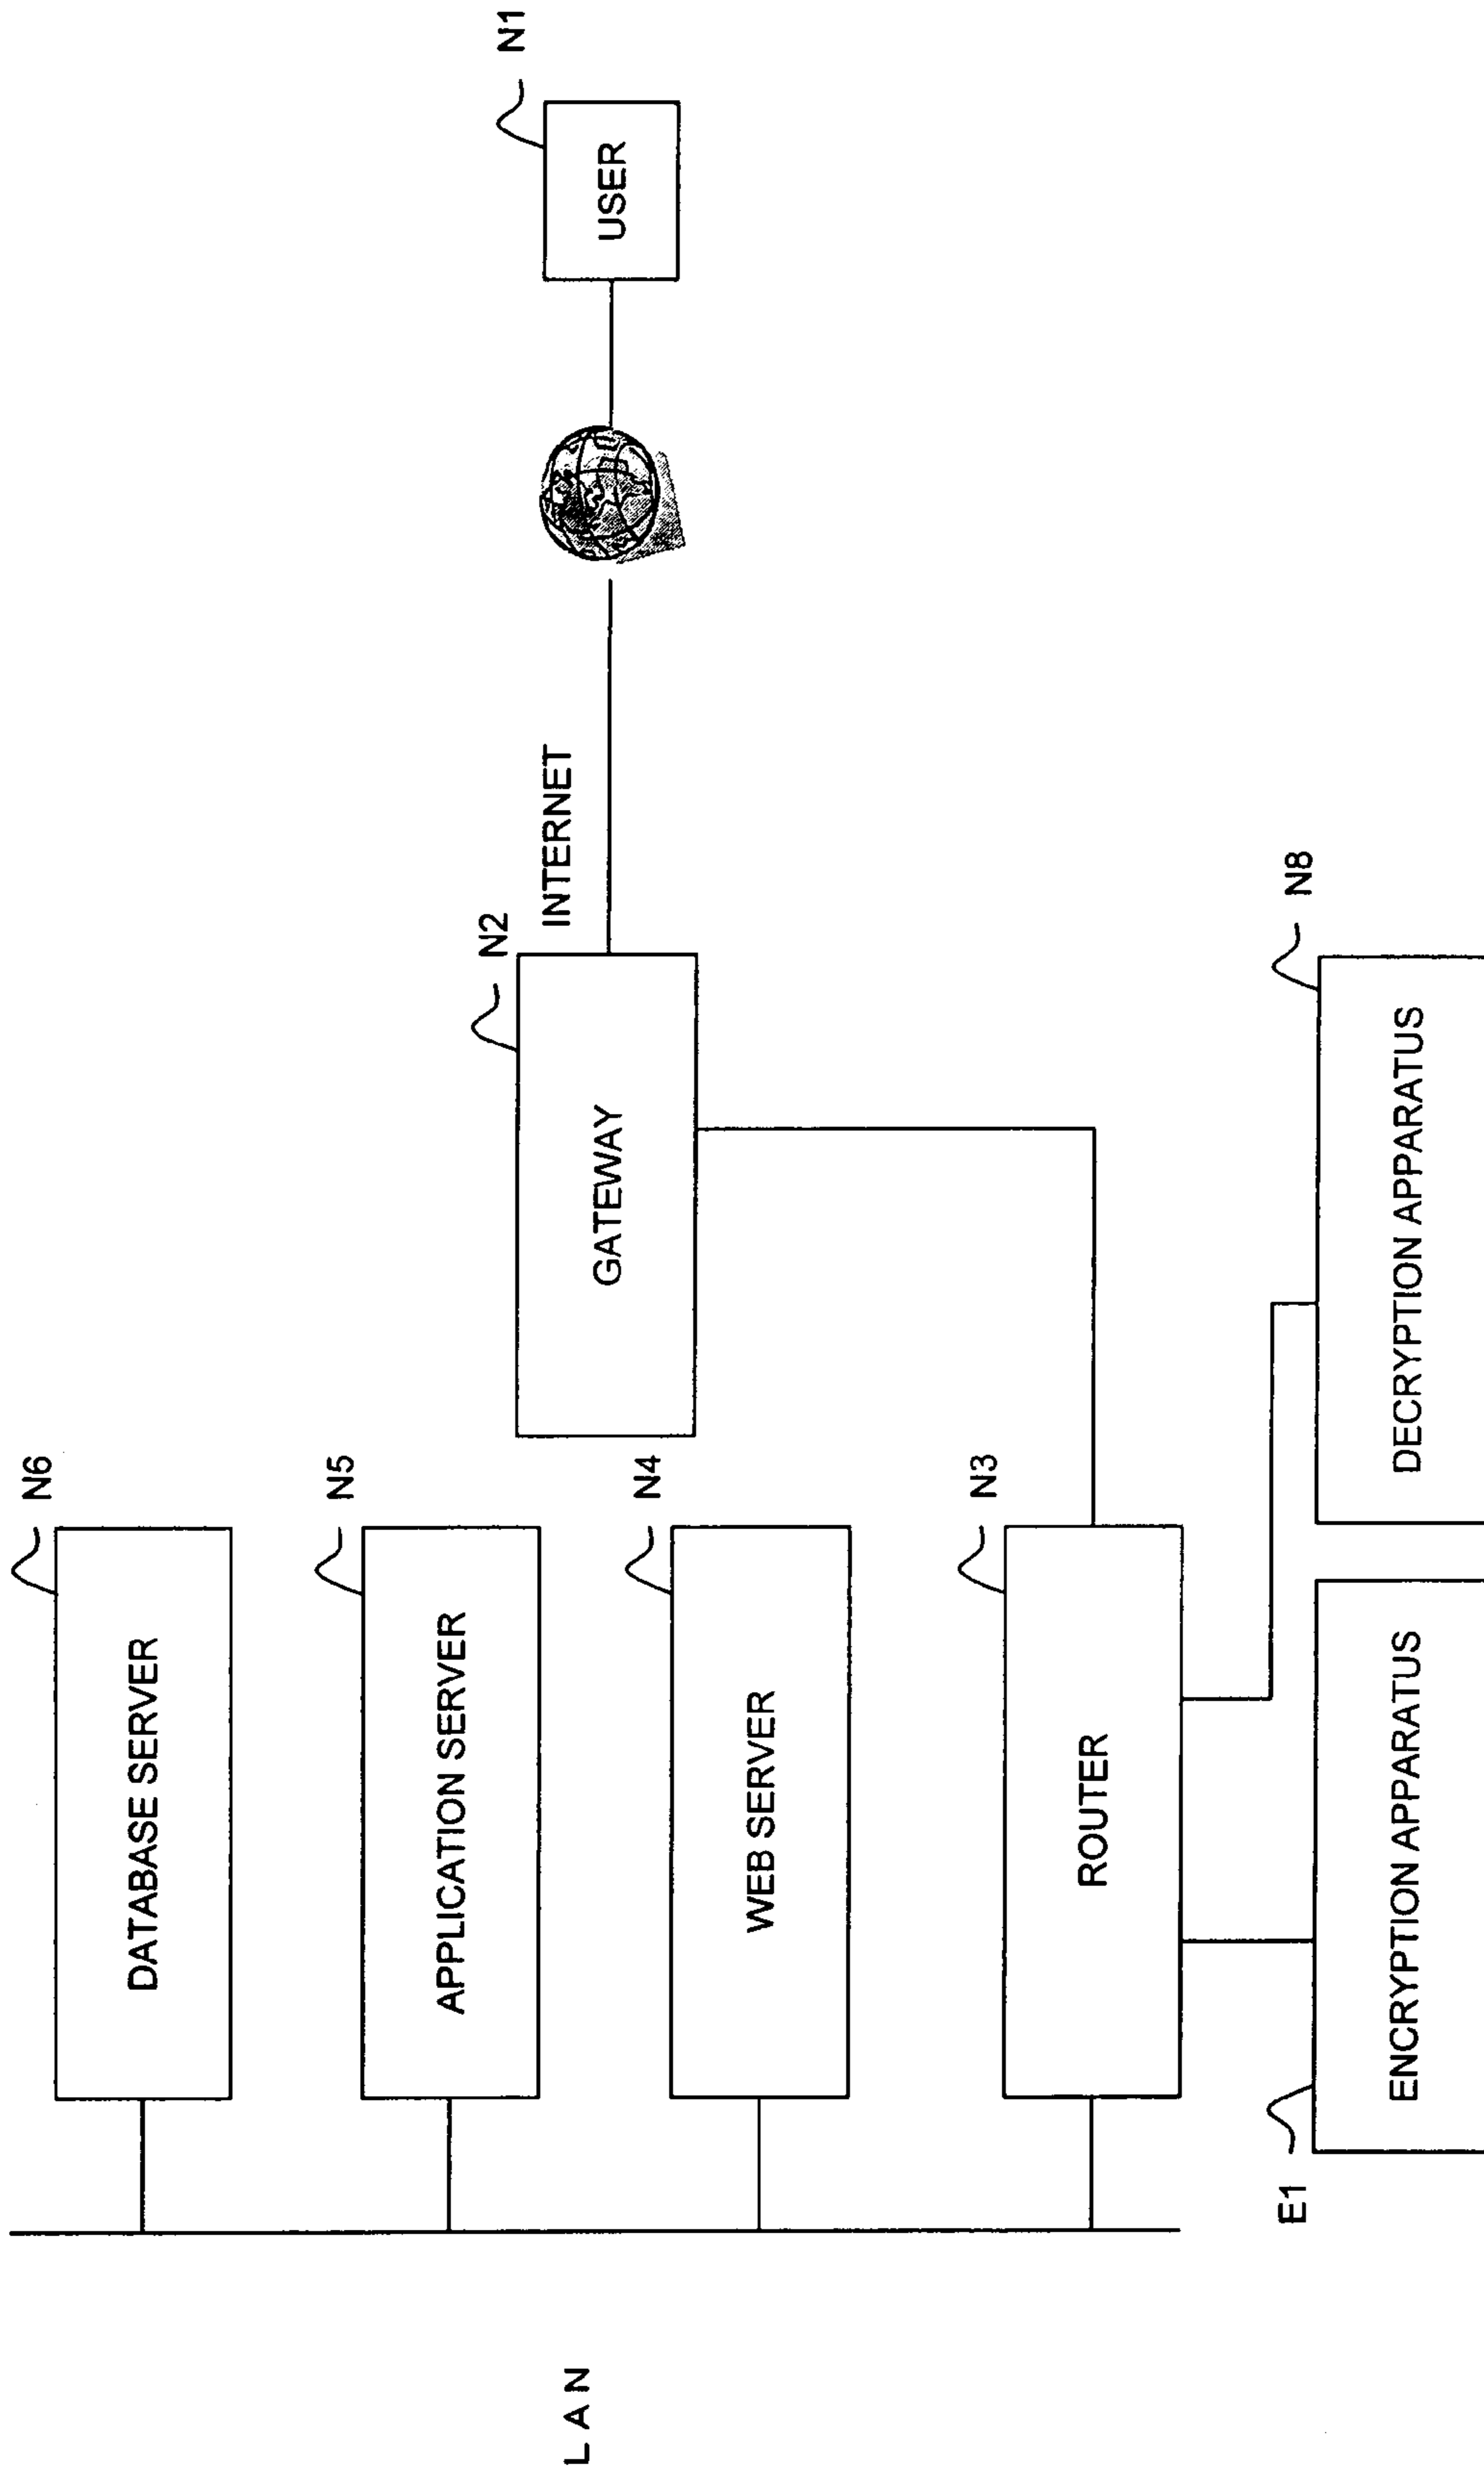 N6
DATABASE SERVER
N5
APPLICATION SERVER
N2
INTERNET
N1
USER
GATEWAY
LAN
N4
WEB SERVER
N3
ROUTER
E1
N8
ENCRYPTION APPARATUS
DECRYPTION APPARATUS